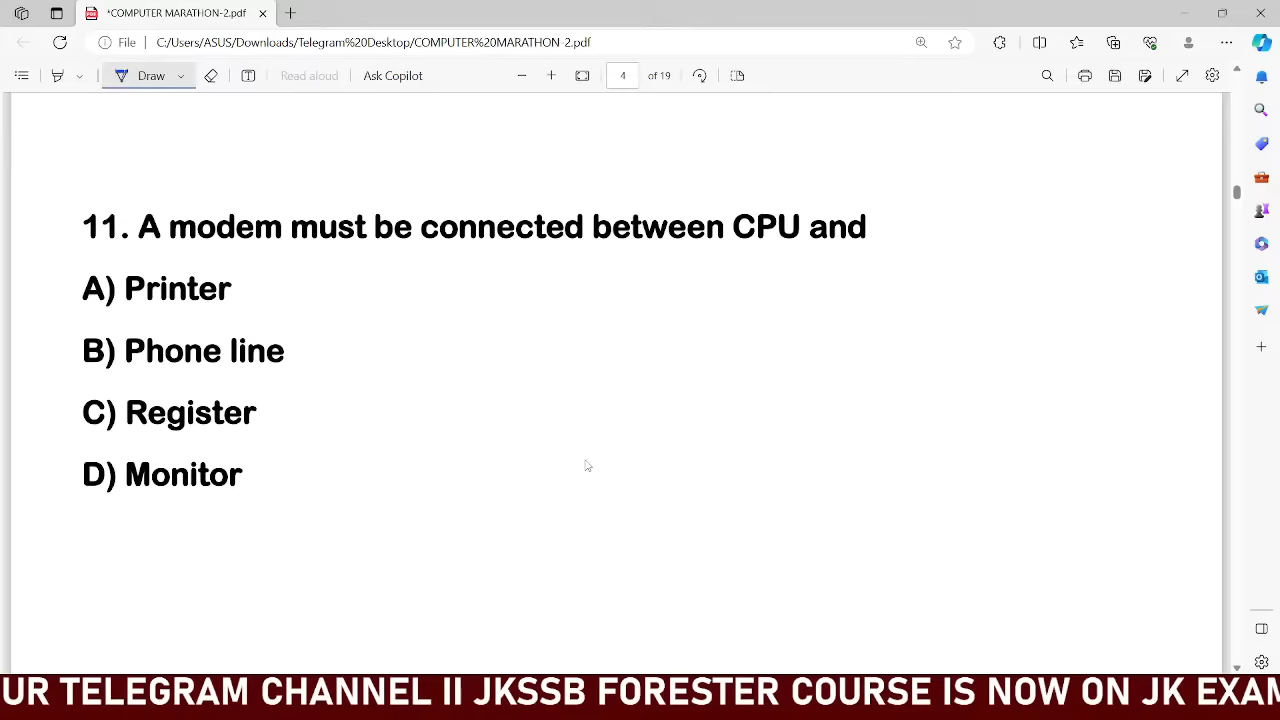 *COMPUTER MARATHON-2.pdf
File
C:/Users/ASUS/Downloads/Telegram%20Desktop/COMPUTER%20MARATHON-2.pdf
Draw
Read aloud
Ask Copilot
4
of 19
11. A modem must be connected between CPU and
A) Printer
B) Phone line
C) Register
D) Monitor
UR TELEGRAM CHANNEL II JKSSB FORESTER COURSE IS NOW ON JK EXAM